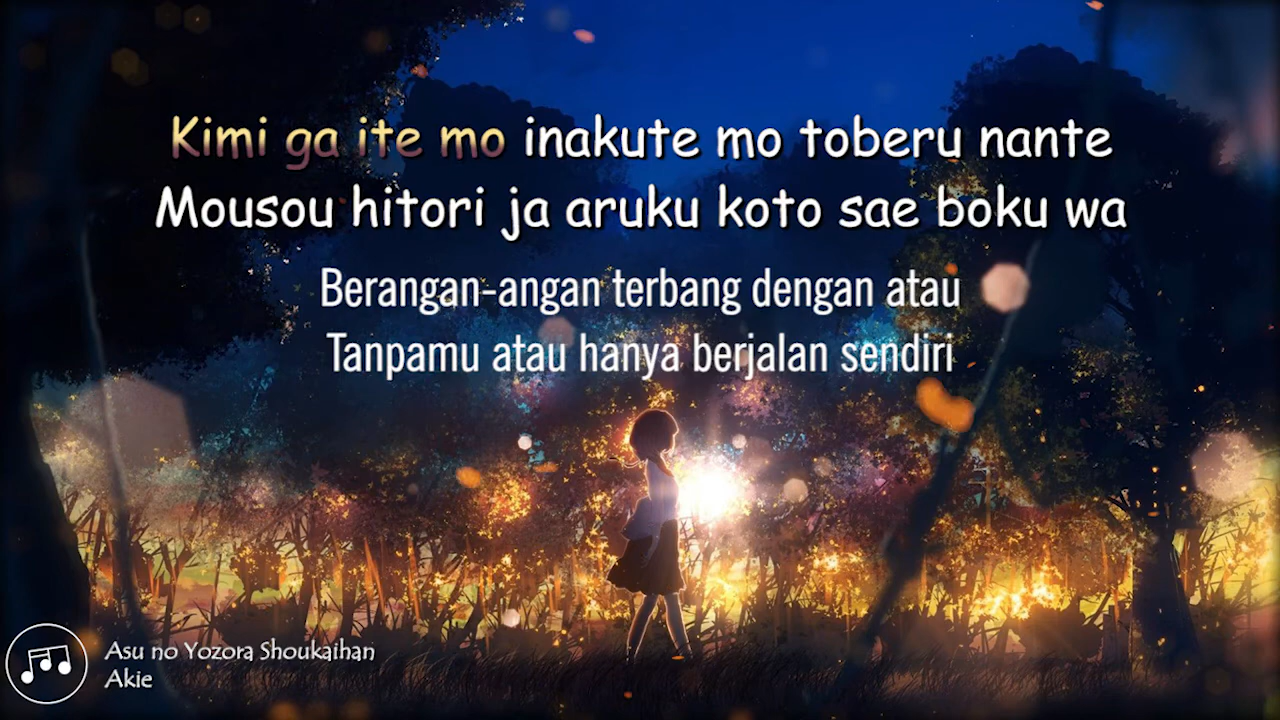 Kimi ga ite mo inakute mo toberu nante
Mousou hitori ja aruku koto sae boku wa
Berangan-angan terbang dengan atau
Tanpamu atau hanya berjalan sendiri
Asu no Yozora Shoukaihan
Akie